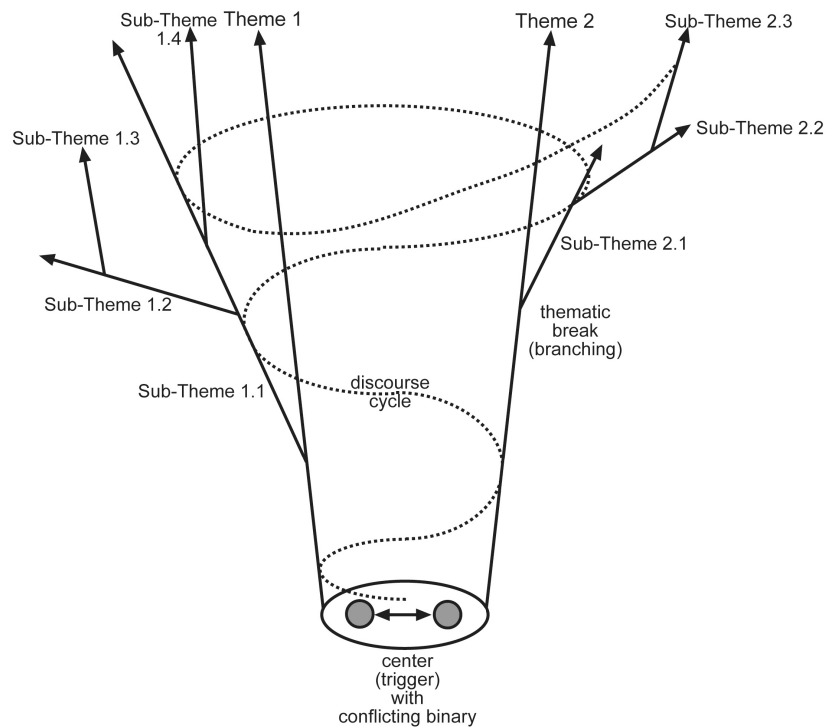 Sub-Theme
1.4
Theme 1
Theme 2
Sub-Theme 2.3
Sub-Theme 1.3
Sub-Theme 2.2
Sub-Theme 2.1
Sub-Theme 1.2
thematic
break
(branching)
Sub-Theme 1.1
discourse
cycle
center
(trigger)
with
conflicting binary